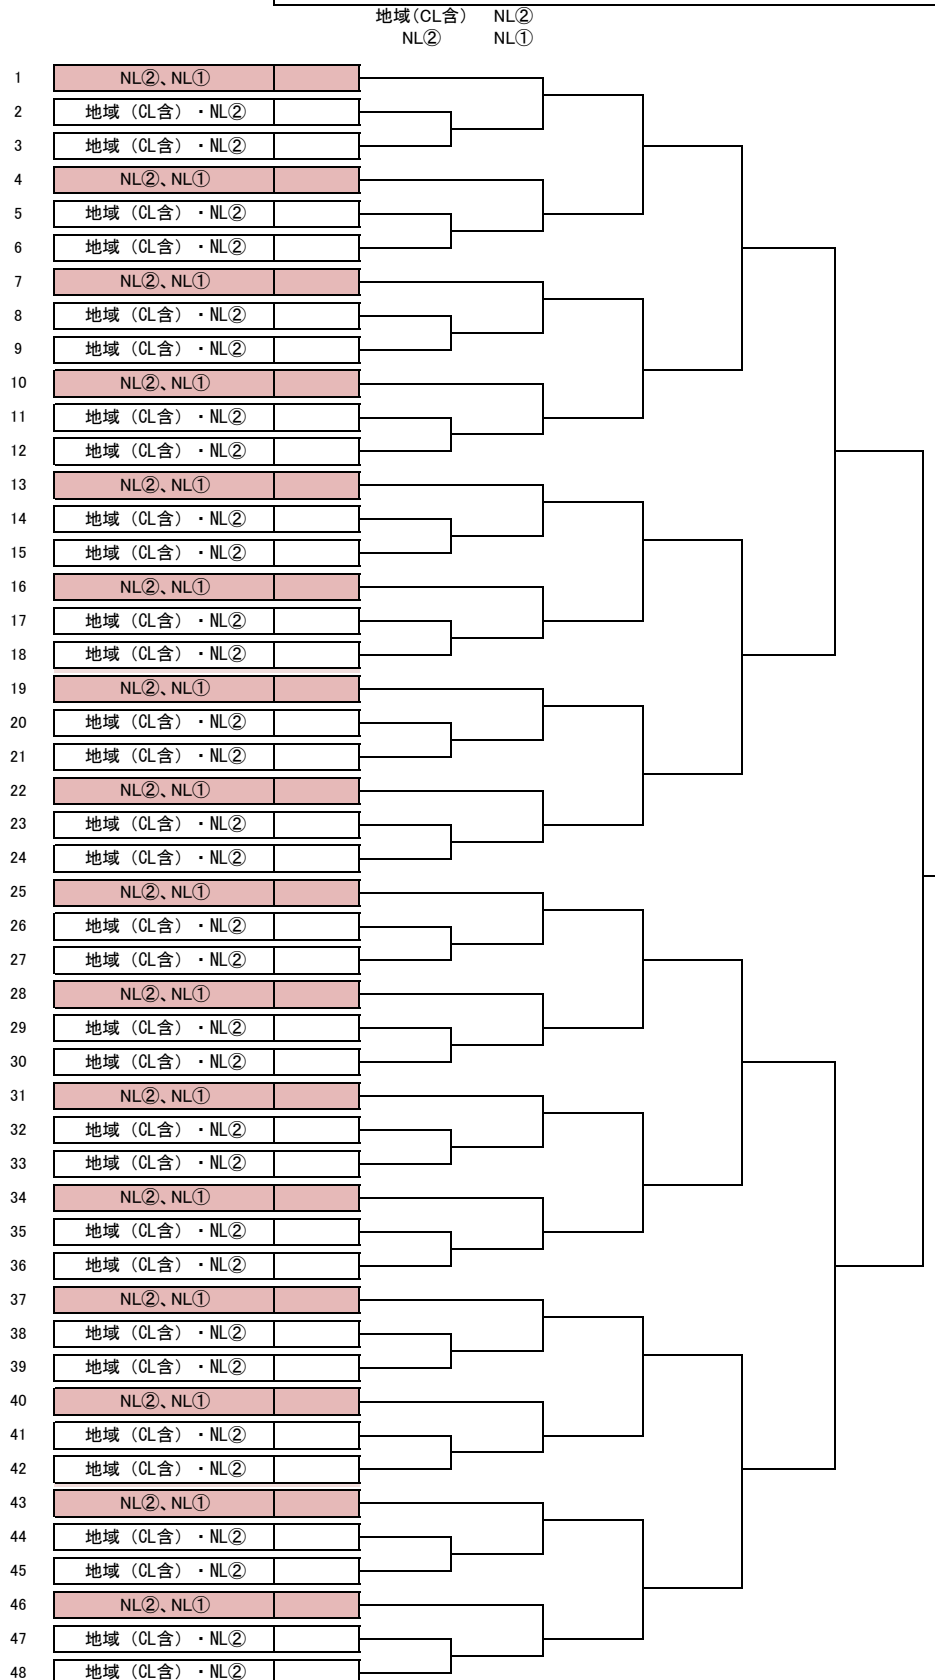 地域(CL含) NL②
NL② NL①
1 NL②、NL①
2 地域(CL含)・NL②
3 地域(CL含)・NL②
4 NL②、NL①
5 地域(CL含)・NL②
6 地域(CL含)・NL②
7 NL②、NL①
8 地域(CL含)・NL②
9 地域(CL含)・NL②
10 NL②、NL①
11 地域(CL含)・NL②
12 地域(CL含)・NL②
13 NL②、NL①
14 地域(CL含)・NL②
15 地域(CL含)・NL②
16 NL②、NL①
17 地域(CL含)・NL②
18 地域(CL含)・NL②
19 NL②、NL①
20 地域(CL含)・NL②
21 地域(CL含)・NL②
22 NL②、NL①
23 地域(CL含)・NL②
24 地域(CL含)・NL②
25 NL②、NL①
26 地域(CL含)・NL②
27 地域(CL含)・NL②
28 NL②、NL①
29 地域(CL含)・NL②
30 地域(CL含)・NL②
31 NL②、NL①
32 地域(CL含)・NL②
33 地域(CL含)・NL②
34 NL②、NL①
35 地域(CL含)・NL②
36 地域(CL含)・NL②
37 NL②、NL①
38 地域(CL含)・NL②
39 地域(CL含)・NL②
40 NL②、NL①
41 地域(CL含)・NL②
42 地域(CL含)・NL②
43 NL②、NL①
44 地域(CL含)・NL②
45 地域(CL含)・NL②
46 NL②、NL①
47 地域(CL含)・NL②
48 地域(CL含)・NL②